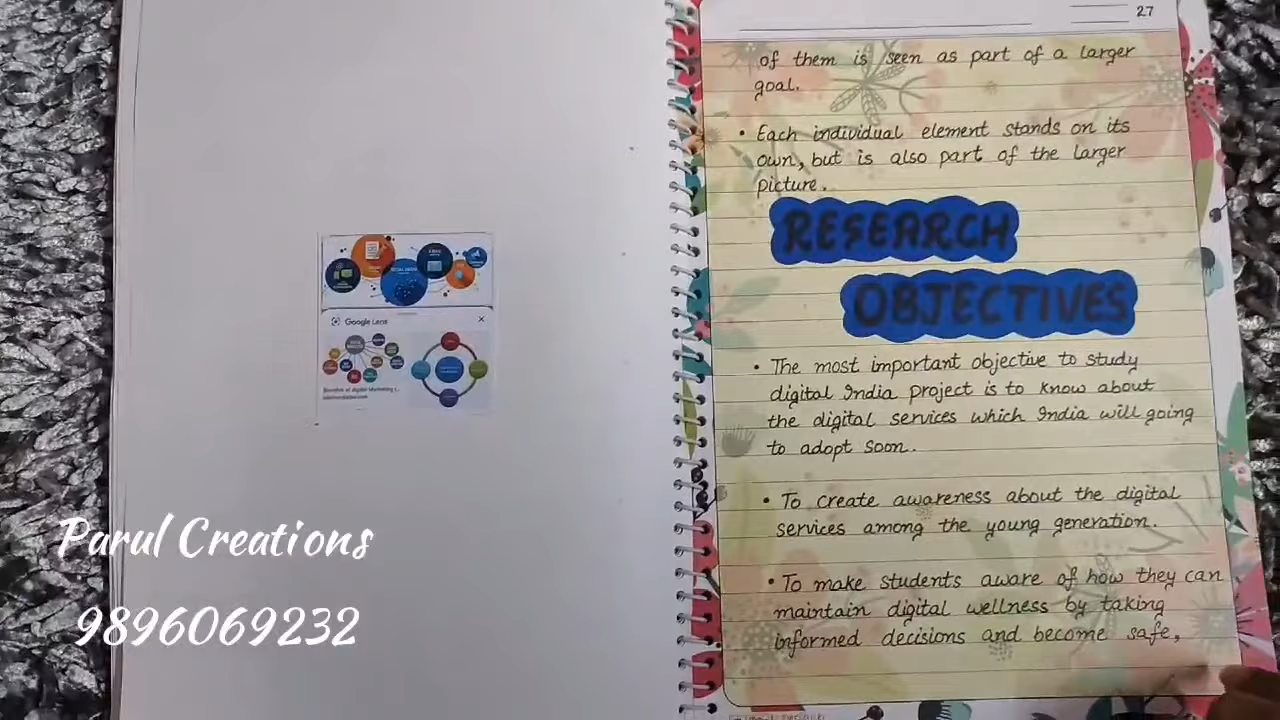 Google Lens
Parul Creations
9896069232
27
of them is seen as part of a larger
goal.
• Each individual element stands on its
own, but is also part of the larger
picture.
RESEARCH
OBJECTIVES
• The most important objective to study
digital India project is to know about
the digital services which India will going
to adopt soon.
• To create awareness about the digital
services among the young generation.
• To make students aware of how they can
maintain digital wellness by taking
informed decisions and become safe,